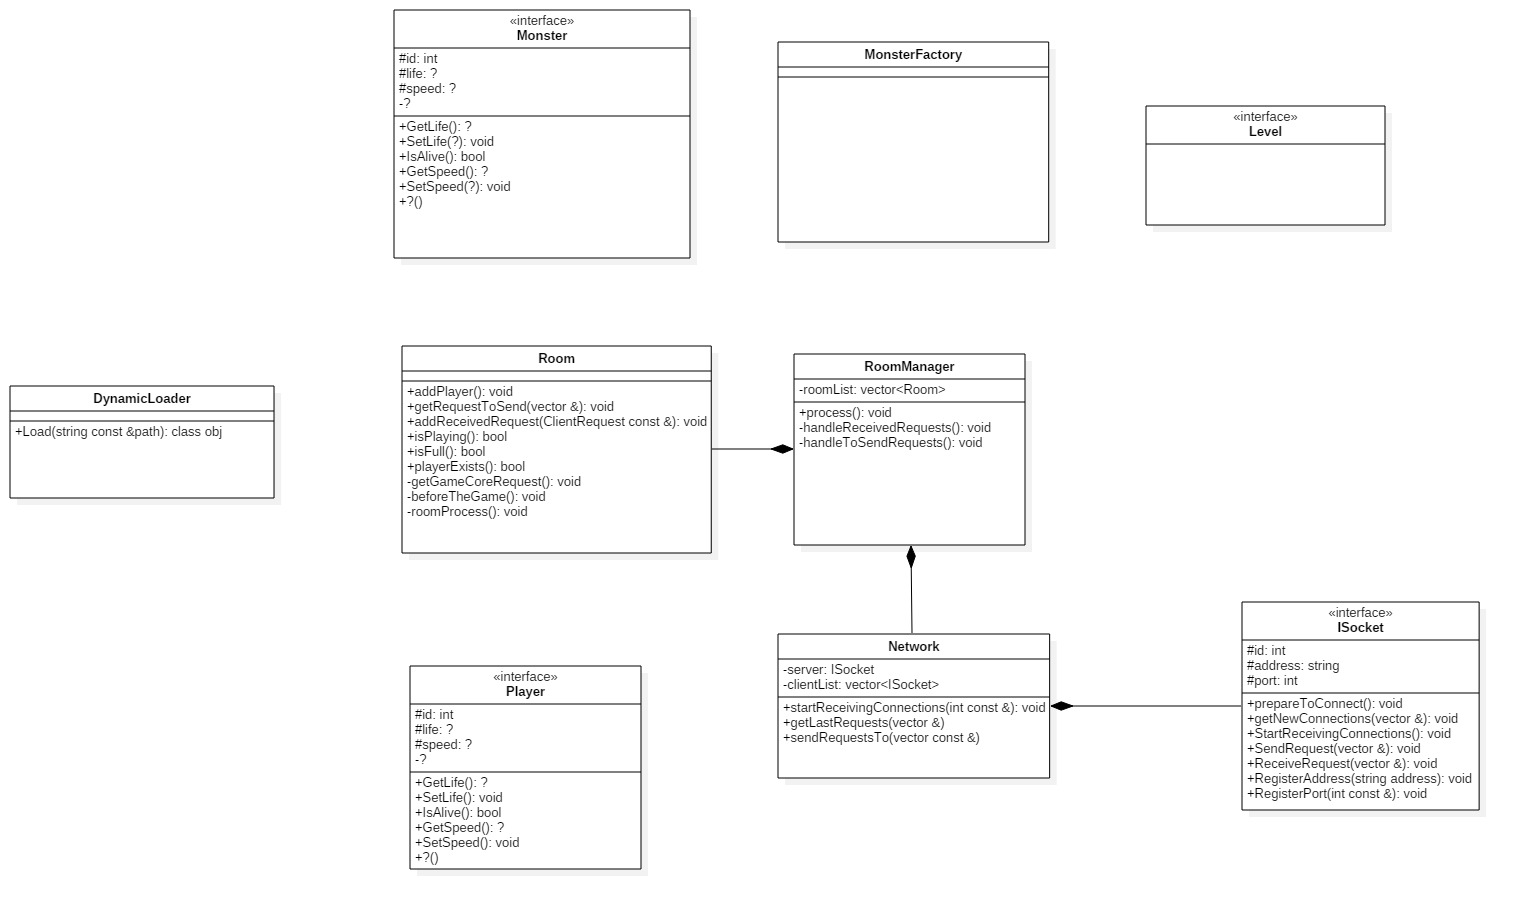 «interface»
Monster
#id: int
#life: ?
#speed: ?
-?
+GetLife(): ?
+SetLife(?): void
+IsAlive(): bool
+GetSpeed(): ?
+SetSpeed(?): void
+?()
MonsterFactory
«interface»
Level
DynamicLoader
+Load(string const &path): class obj
Room
+addPlayer(): void
+getRequestToSend(vector &): void
+addReceivedRequest(ClientRequest const &): void
+isPlaying(): bool
+isFull(): bool
+playerExists(): bool
-getGameCoreRequest(): void
-beforeTheGame(): void
-roomProcess(): void
RoomManager
-roomList: vector<Room>
+process(): void
-handleReceivedRequests(): void
-handleToSendRequests(): void
«interface»
Player
#id: int
#life: ?
#speed: ?
-?
+GetLife(): ?
+SetLife(): void
+IsAlive(): bool
+GetSpeed(): ?
+SetSpeed(): void
+?()
Network
-server: ISocket
-clientList: vector<ISocket>
+startReceivingConnections(int const &): void
+getLastRequests(vector &)
+sendRequestsTo(vector const &)
«interface»
ISocket
#id: int
#address: string
#port: int
+prepareToConnect(): void
+getNewConnections(vector &): void
+StartReceivingConnections(): void
+SendRequest(vector &): void
+ReceiveRequest(vector &): void
+RegisterAddress(string address): void
+RegisterPort(int const &): void